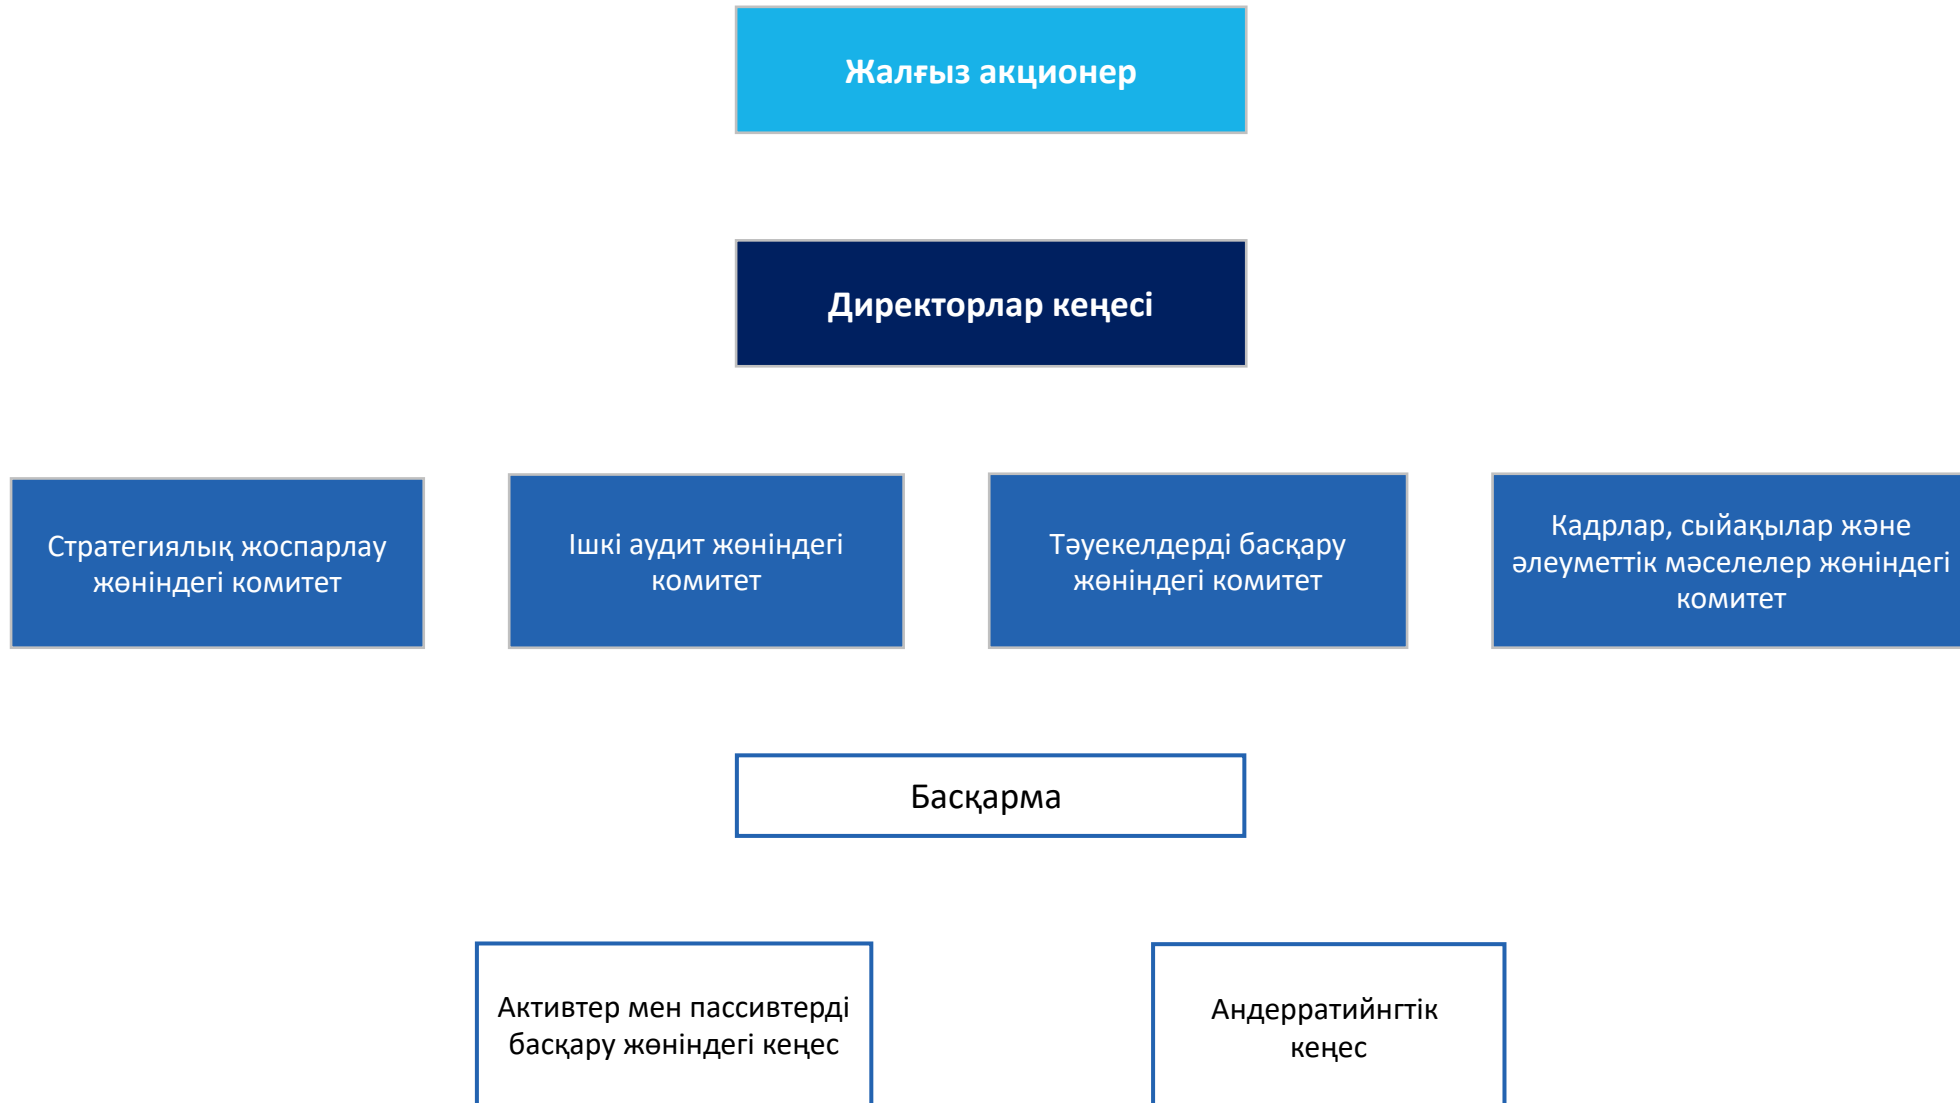 Жалғыз акционер
Директорлар кеңесі
Стратегиялық жоспарлау
жөніндегі комитет
Ішкі аудит жөніндегі
комитет
Тәуекелдерді басқару
жөніндегі комитет
Кадрлар, сыйақылар және
әлеуметтік мәселелер жөніндегі
комитет
Басқарма
Активтер мен пассивтерді
басқару жөніндегі кеңес
Андерратийнгтік
кеңес